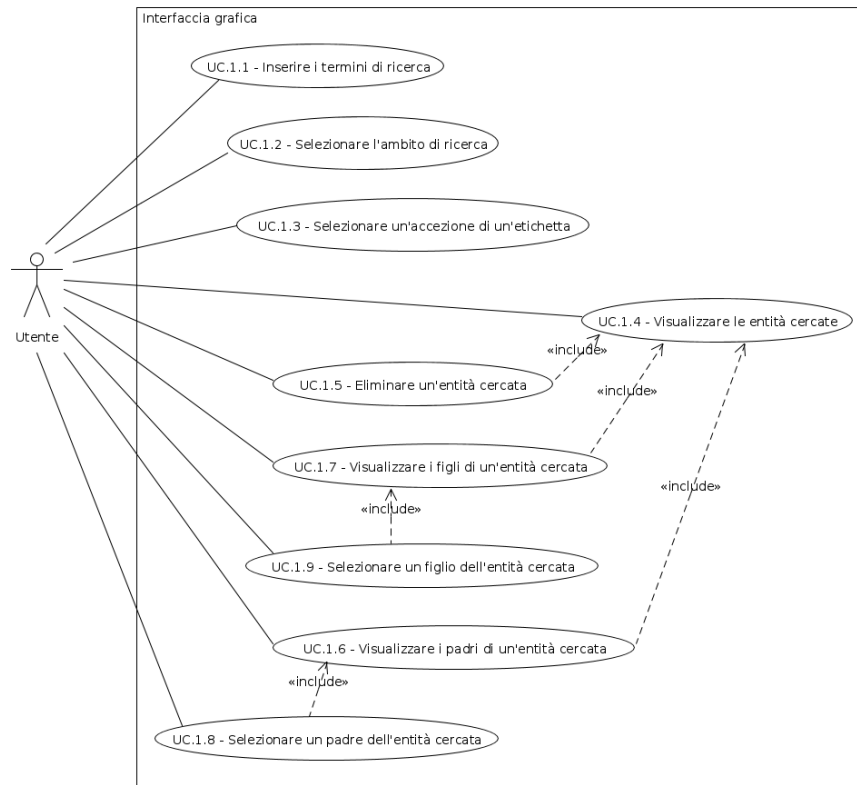 Interfaccia grafica
UC.1.1 - Inserire i termini di ricerca
UC.1.2 - Selezionare l'ambito di ricerca
UC.1.3 - Selezionare un'accezione di un'etichetta
Utente
UC.1.4 - Visualizzare le entità cercate
«include»
UC.1.5 - Eliminare un'entità cercata
«include»
UC.1.7 - Visualizzare i figli di un'entità cercata
«include»
«include»
UC.1.9 - Selezionare un figlio dell'entità cercata
UC.1.6 - Visualizzare i padri di un'entità cercata
«include»
UC.1.8 - Selezionare un padre dell'entità cercata